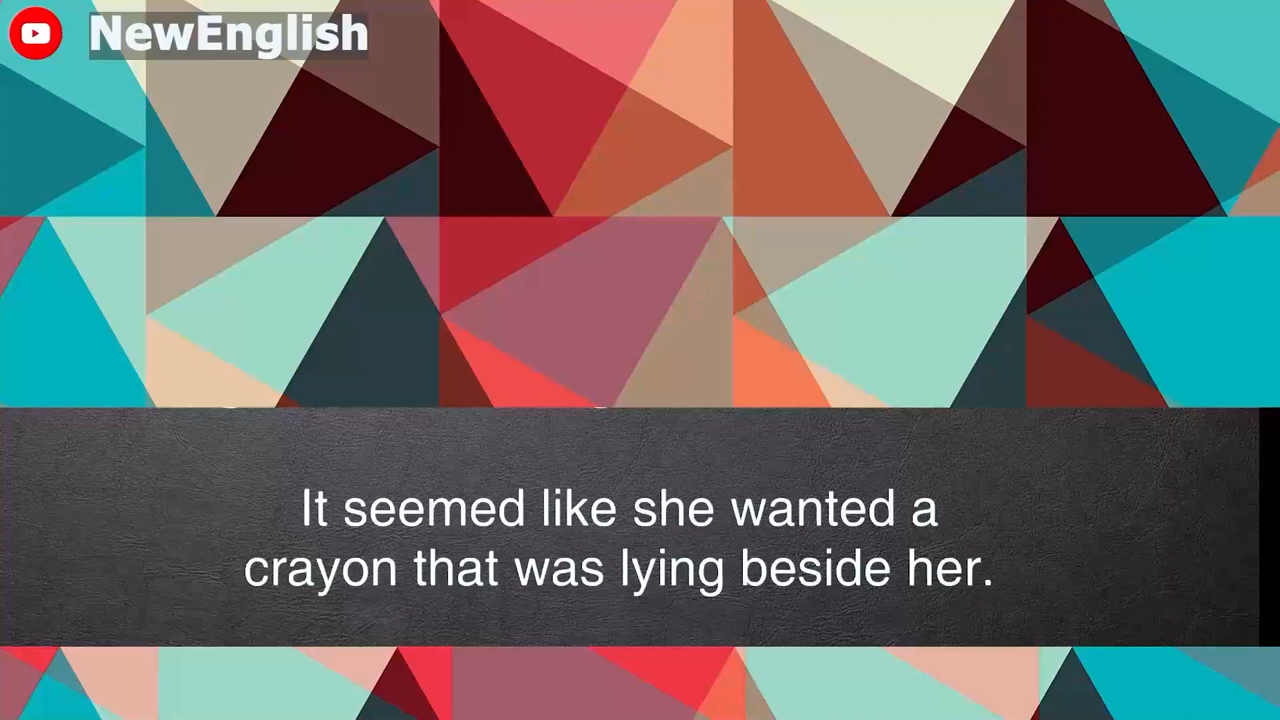 NewEnglish
It seemed like she wanted a
crayon that was lying beside her.